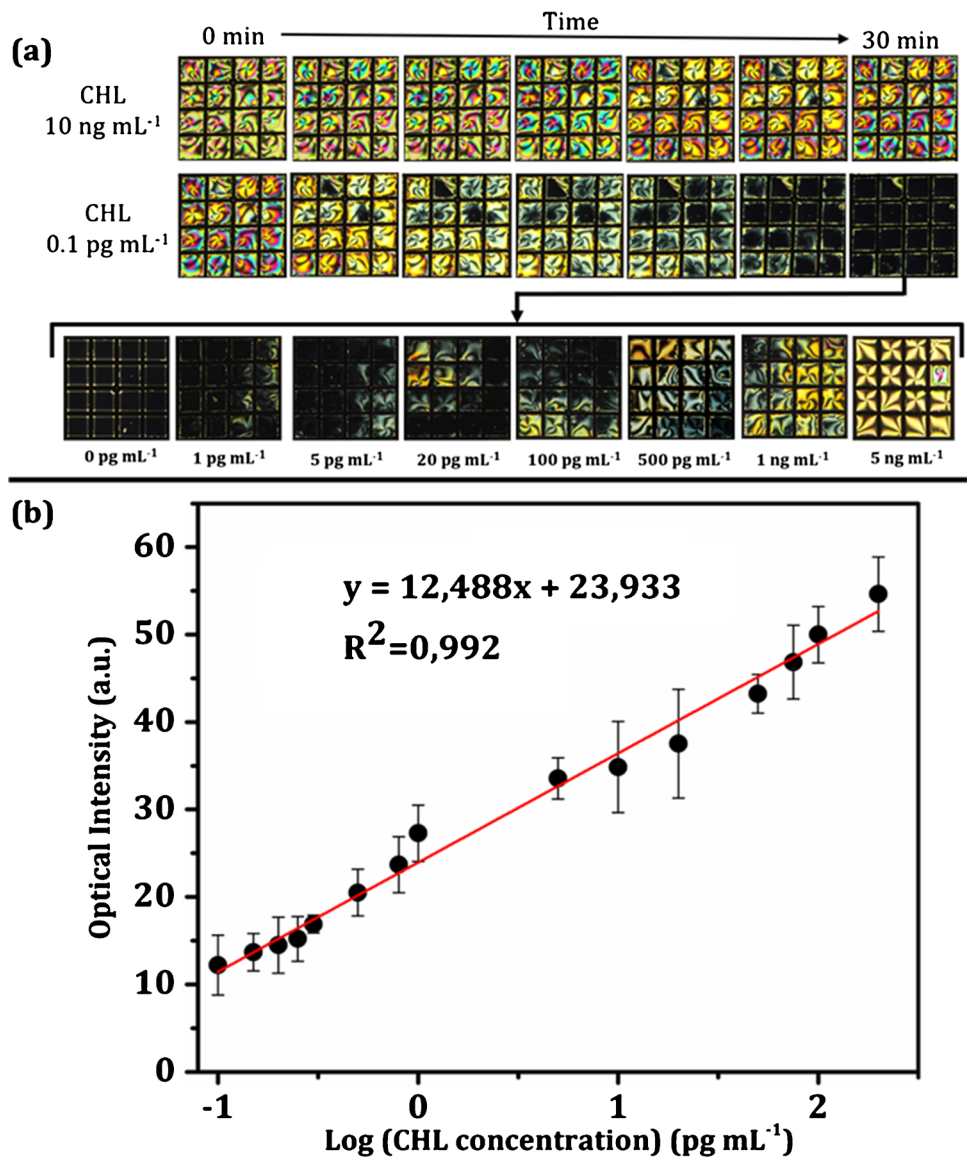 (a)
Time
0 min
30 min
CHL
10 ng mL⁻¹
CHL
0.1 pg mL⁻¹
0 pg mL⁻¹
1 pg mL⁻¹
5 pg mL⁻¹
20 pg mL⁻¹
100 pg mL⁻¹
500 pg mL⁻¹
1 ng mL⁻¹
5 ng mL⁻¹
(b)
y = 12,488x + 23,933
R²=0,992
Optical Intensity (a.u.)
60
50
40
30
20
10
0
-1
0
1
2
Log (CHL concentration) (pg mL⁻¹)